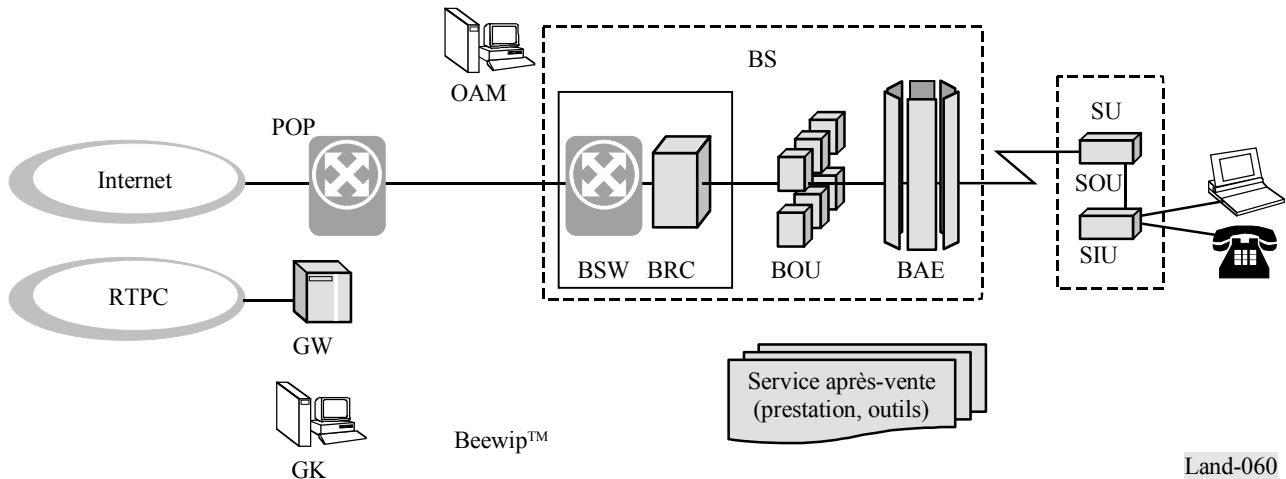 BS
OAM
SU
POP
Internet
SOU
BSW
BRC
BOU
BAE
SIU
RTPC
GW
Service après-vente
(prestation, outils)
Beewip™
GK
Land-060